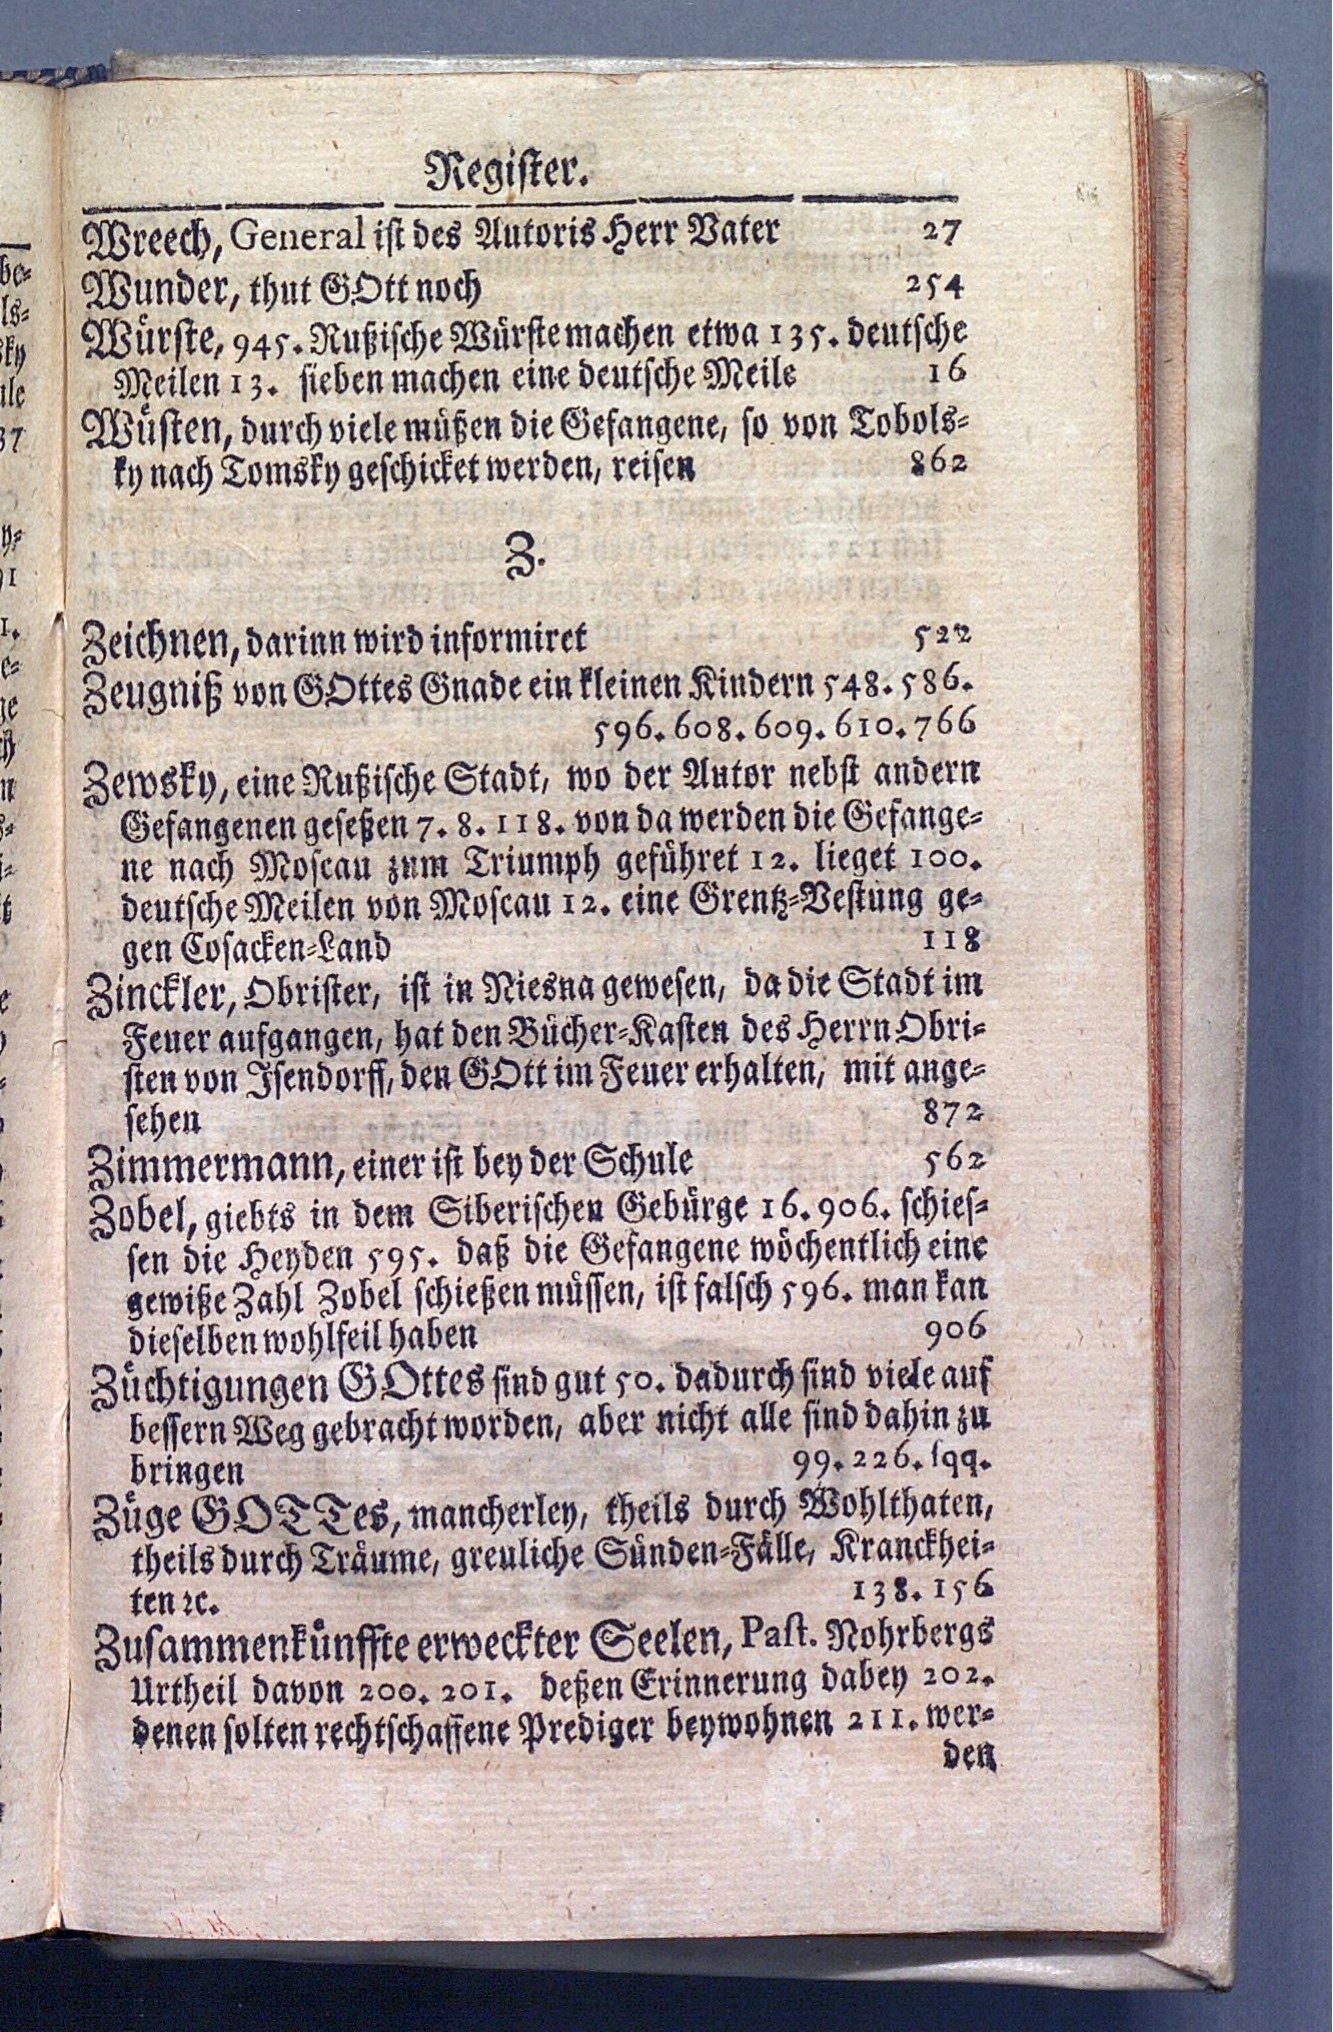 Register.
Wreech, General ist des Autoris Herr Vater 27
Wunder, thut GOtt noch 254
Würste, 945. Rußische Würste machen etwa 135. deutsche
Meilen 13. sieben machen eine deutsche Meile 16
Wüsten, durch viele müßen die Gefangene, so von Tobols-
ky nach Tomsky geschicket werden, reisen 862
Z.
Zeichnen, darinn wird informiret 522
Zeugniß von GOttes Gnade ein kleinen Kindern 548. 586.
596. 608. 609. 610. 766
Zewsky, eine Rußische Stadt, wo der Autor nebst andern
Gefangenen geseßen 7. 8. 118. von da werden die Gefange-
ne nach Moscau zum Triumph geführet 12. lieget 100.
deutsche Meilen von Moscau 12. eine Grentz-Vestung ge-
gen Cosacken-Land 118
Zinckler, Obrister, ist in Niesna gewesen, da die Stadt im
Feuer aufgangen, hat den Bücher-Kasten des Herrn Obri-
sten von Isendorff, den GOtt im Feuer erhalten, mit ange-
sehen 872
Zimmermann, einer ist bey der Schule 562
Zobel, giebts in dem Siberischen Gebürge 16. 906. schies-
sen die Heyden 595. daß die Gefangene wöchentlich eine
gewiße Zahl Zobel schießen müssen, ist falsch 596. man kan
dieselben wohlfeil haben 906
Züchtigungen GOttes sind gut 50. dadurch sind viele auf
bessern Weg gebracht worden, aber nicht alle sind dahin zu
bringen 99. 226. sqq.
Züge GOTTes, mancherley, theils durch Wohlthaten,
theils durch Träume, greuliche Sünden-Fälle, Kranckhei-
ten ꝛc. 138. 156
Zusammenkünffte erweckter Seelen, Past. Nohrbergs
Urtheil davon 200. 201. deßen Erinnerung dabey 202.
denen solten rechtschaffene Prediger beywohnen 211. wer-
den